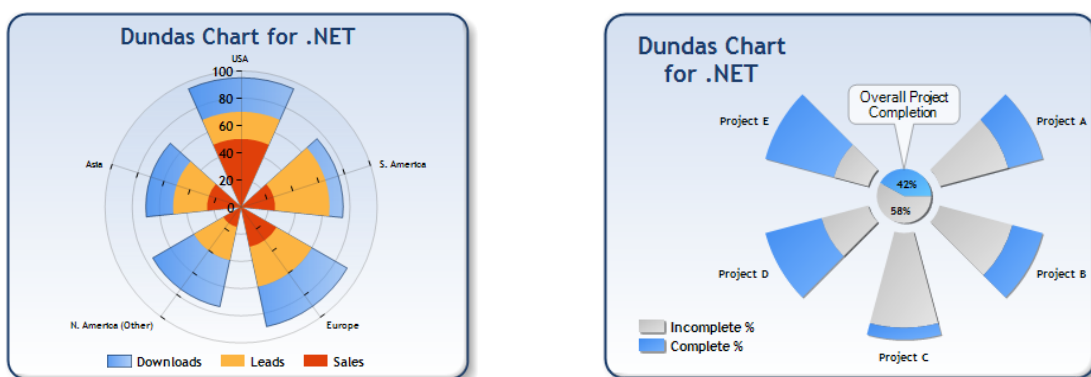 Dundas Chart for .NET
USA
100
80
60
40
20
0
Asia
S. America
N. America (Other)
Europe
Downloads Leads Sales
Dundas Chart
for .NET
Overall Project
Completion
Project E
Project A
42%
58%
Project D
Project B
Incomplete %
Complete %
Project C